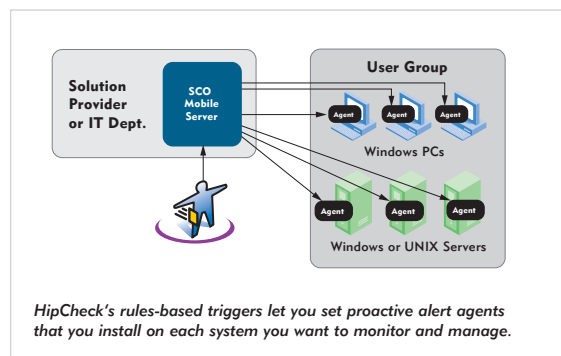 Solution
Provider
or IT Dept.
SCO
Mobile
Server
User Group
Agent
Agent
Agent
Windows PCs
Agent
Agent
Agent
Windows or UNIX Servers
HipCheck's rules-based triggers let you set proactive alert agents
that you install on each system you want to monitor and manage.